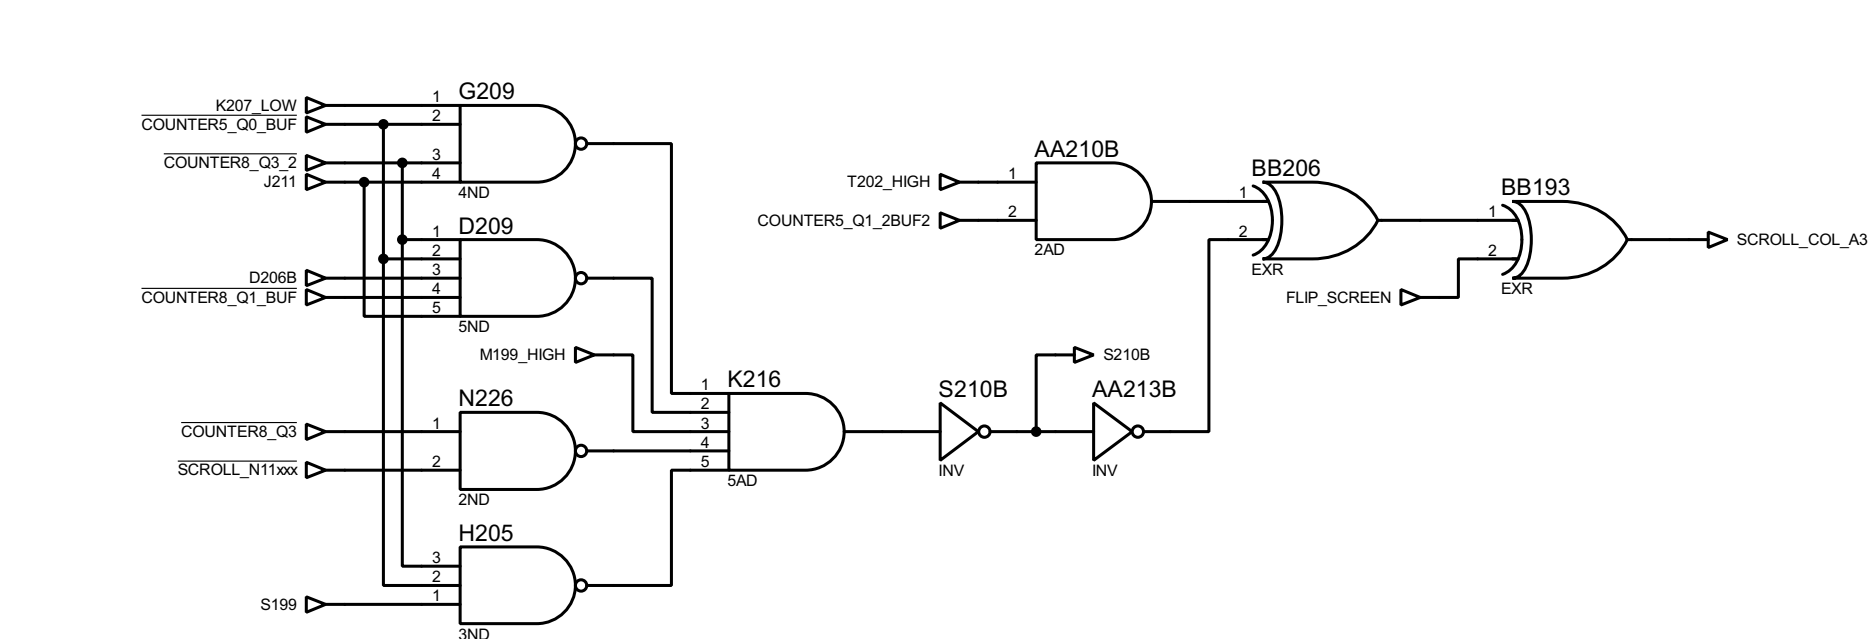 G209
K207_LOW
1
COUNTER5_Q0_BUF
2
COUNTER8_Q3_2
3
J211
4
4ND
D209
1
2
D206B
3
COUNTER8_Q1_BUF
4
5
5ND
M199_HIGH
N226
COUNTER8_Q3
1
SCROLL_N11xxx
2
2ND
H205
3
2
S199
1
3ND
K216
1
2
3
4
5
5AD
S210B
INV
S210B
AA213B
INV
AA210B
T202_HIGH
1
COUNTER5_Q1_2BUF2
2
2AD
BB206
1
2
EXR
BB193
1
2
FLIP_SCREEN
EXR
SCROLL_COL_A3